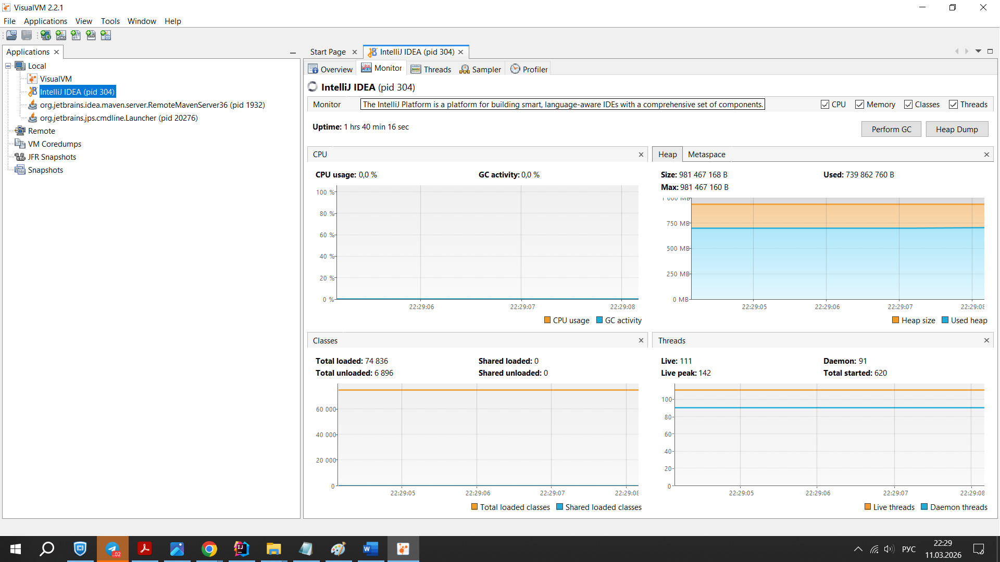 VisualVM 2.2.1
File Applications View Tools Window Help
Applications
Start Page
IntelliJ IDEA (pid 304)
Local
VisualVM
IntelliJ IDEA (pid 304)
org.jetbrains.idea.maven.server.RemoteMavenServer36 (pid 1932)
org.jetbrains.jps.cmdline.Launcher (pid 20276)
Remote
VM Coredumps
JFR Snapshots
Snapshots
Overview Monitor Threads Sampler Profiler
IntelliJ IDEA (pid 304)
Monitor
The IntelliJ Platform is a platform for building smart, language-aware IDEs with a comprehensive set of components.
CPU Memory Classes Threads
Uptime: 1 hrs 40 min 16 sec
Perform GC Heap Dump
CPU
CPU usage: 0,0 % GC activity: 0,0 %
100 %
80 %
60 %
40 %
20 %
0 %
22:29:06 22:29:07 22:29:08
CPU usage GC activity
Heap Metaspace
Size: 981 467 168 B Used: 739 862 760 B
Max: 981 467 160 B
1 000 MB
750 MB
500 MB
250 MB
0 MB
22:29:05 22:29:06 22:29:07 22:29:08
Heap size Used heap
Classes
Total loaded: 74 836 Shared loaded: 0
Total unloaded: 6 896 Shared unloaded: 0
60 000
40 000
20 000
0
22:29:05 22:29:06 22:29:07 22:29:08
Total loaded classes Shared loaded classes
Threads
Live: 111 Daemon: 91
Live peak: 142 Total started: 620
100
80
60
40
20
0
22:29:05 22:29:06 22:29:07 22:29:08
Live threads Daemon threads
..02
РУС
22:29
11.03.2026